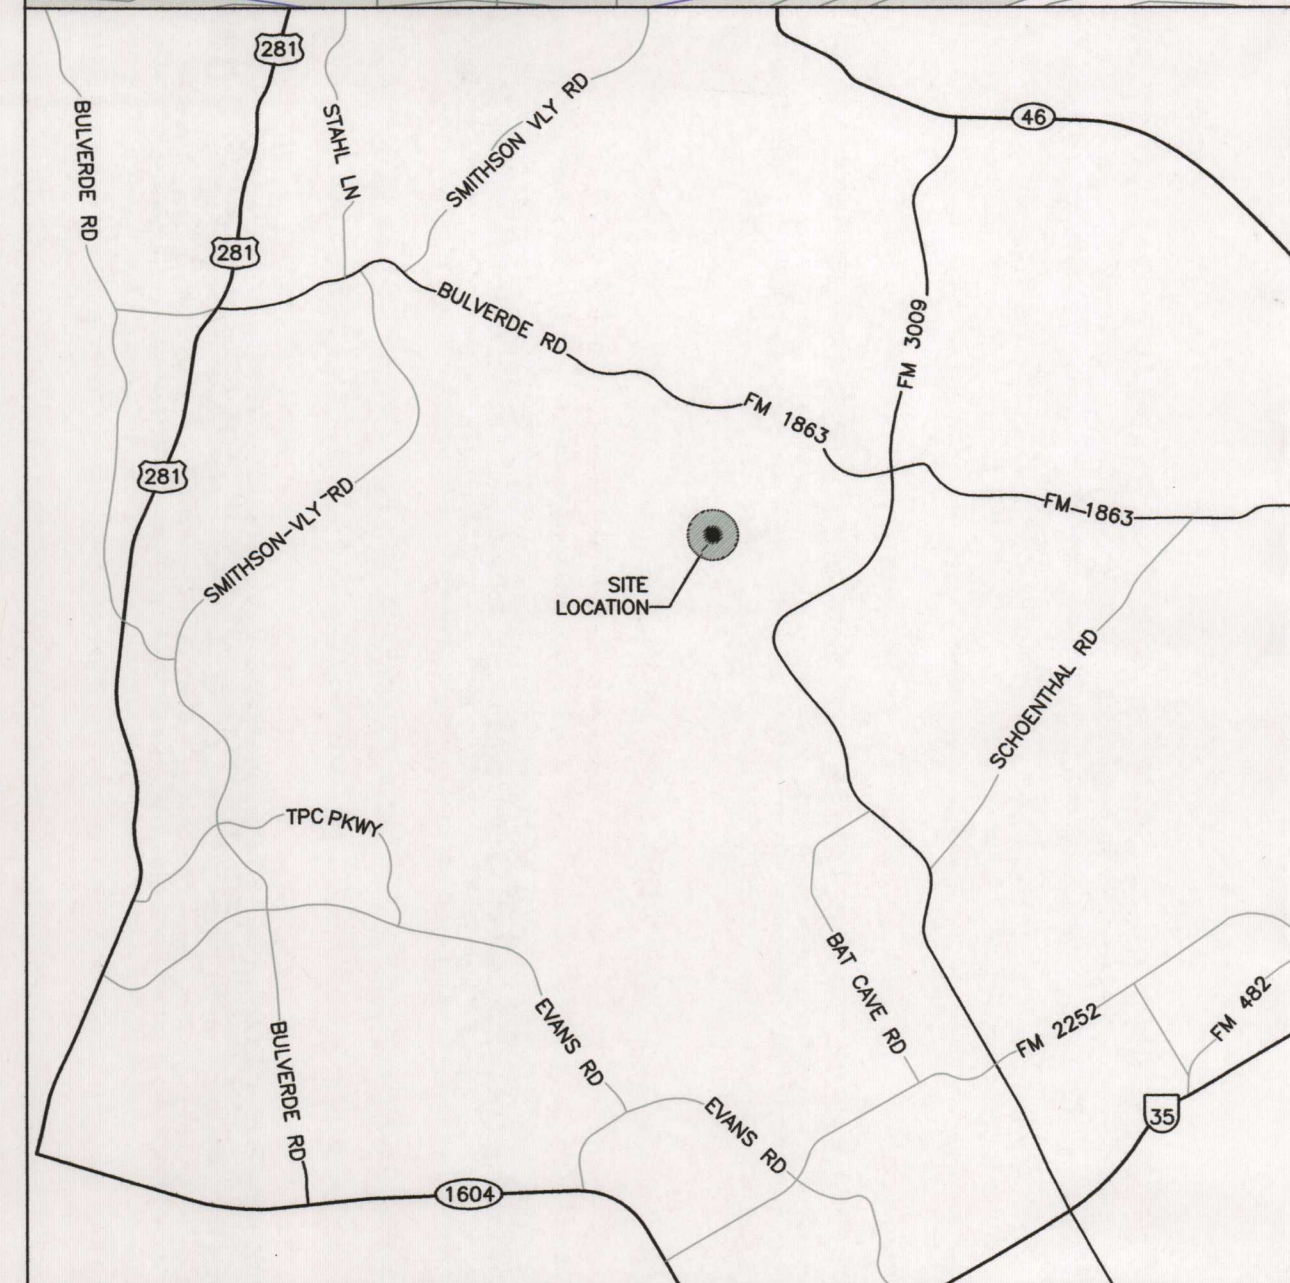 281
46
BULVERDE RD
STAHL LN
SMITHSON VLY RD
281
BULVERDE RD
FM 3009
FM 1863
281
SMITHSON-VLY RD
FM 1863
SITE
LOCATION
SCHOENTHAL RD
TPC PKWY
BAT CAVE RD
FM 2252
FM 482
EVANS RD
BULVERDE RD
EVANS RD
35
1604